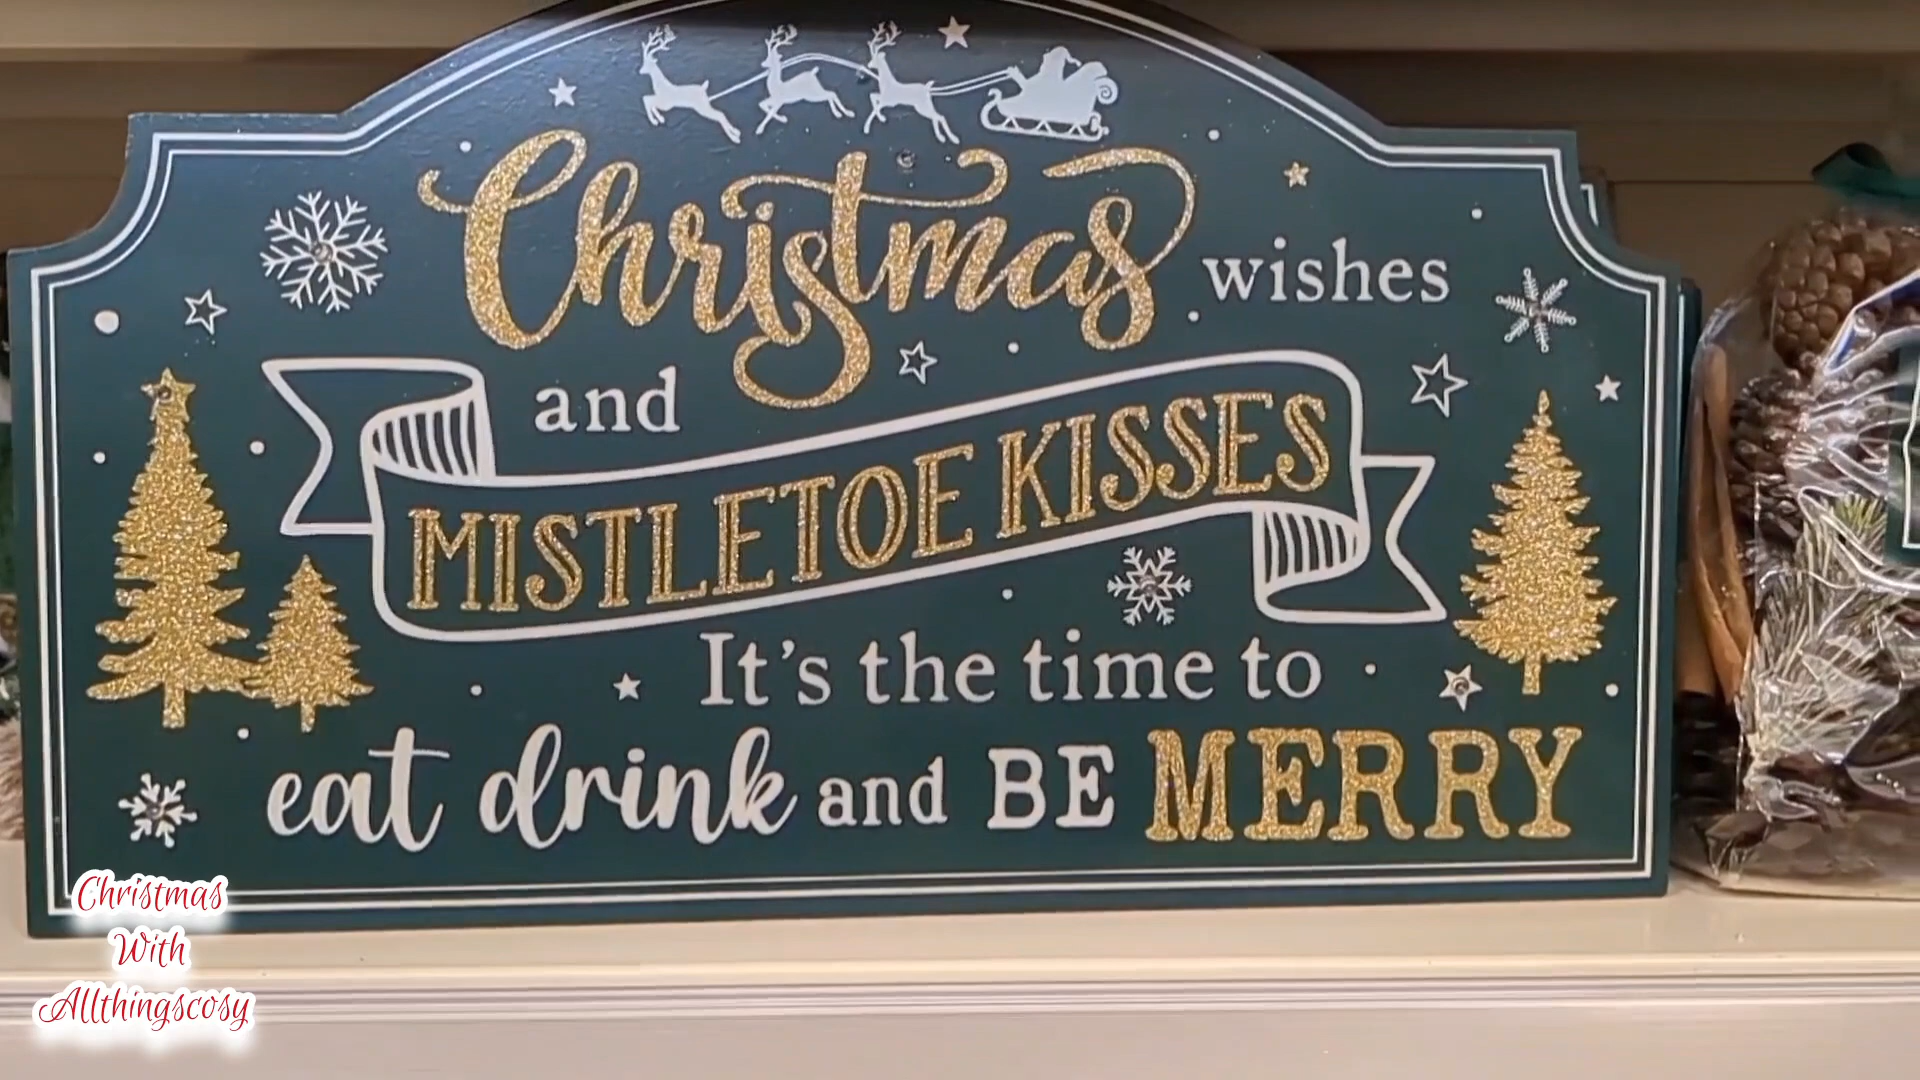 Christmas wishes
and
MISTLETOE KISSES
It's the time to
eat drink and BE MERRY
Christmas
With
Allthingscosy